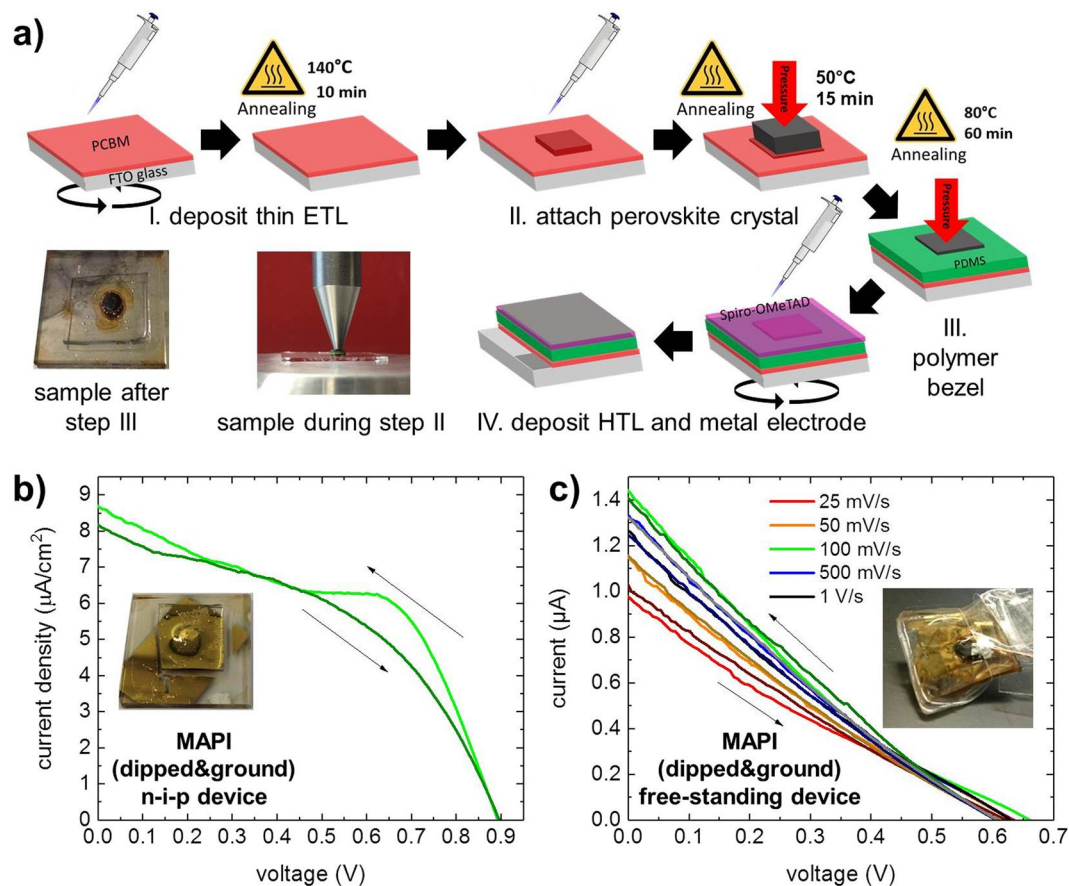 a)
140°C
10 min
Annealing
PCBM
FTO glass
I. deposit thin ETL
Annealing
Pressure
50°C
15 min
II. attach perovskite crystal
80°C
60 min
Annealing
Pressure
PDMS
III.
polymer
bezel
Spiro-OMeTAD
IV. deposit HTL and metal electrode
sample after
step III
sample during step II
b)
9
8
7
6
5
4
3
2
1
0
current density (µA/cm²)
0.0 0.1 0.2 0.3 0.4 0.5 0.6 0.7 0.8 0.9
voltage (V)
MAPI
(dipped&ground)
n-i-p device
c)
1.4
1.2
1.0
0.8
0.6
0.4
0.2
0.0
current (µA)
0.0 0.1 0.2 0.3 0.4 0.5 0.6 0.7
voltage (V)
25 mV/s
50 mV/s
100 mV/s
500 mV/s
1 V/s
MAPI
(dipped&ground)
free-standing device